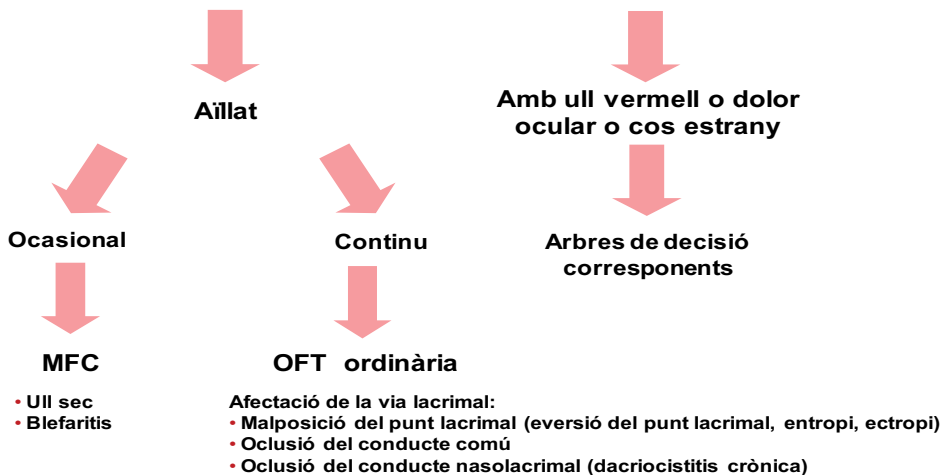 Aïllat
Amb ull vermell o dolor
ocular o cos estrany
Ocasional
Continu
Arbres de decisió
corresponents
MFC
• Ull sec
• Blefaritis
OFT ordinària
Afectació de la via lacrimal:
• Malposició del punt lacrimal (eversió del punt lacrimal, entropi, ectropi)
• Oclusió del conducte comú
• Oclusió del conducte nasolacrimal (dacriocistitis crònica)